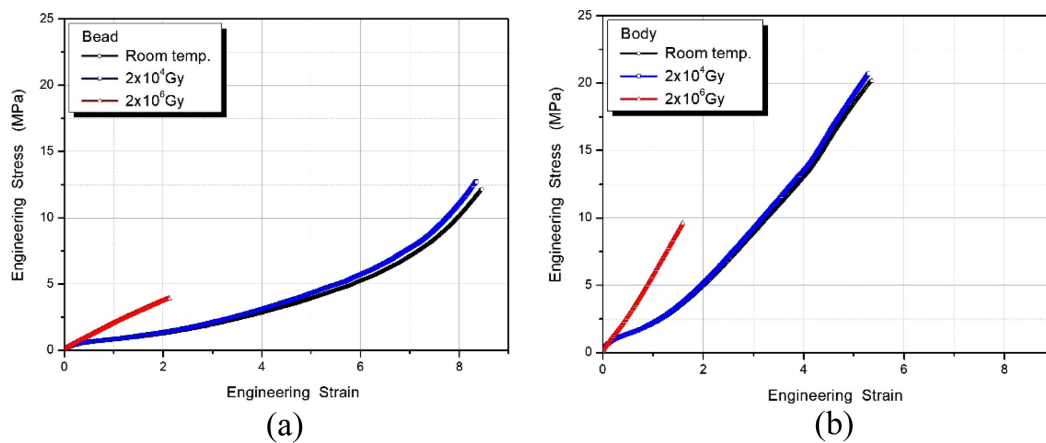 25
20
15
10
5
0
Engineering Stress (MPa)
Bead
Room temp.
2x10⁴Gy
2x10⁶Gy
0 2 4 6 8
Engineering Strain
(a)
25
20
15
10
5
0
Engineering Stress (MPa)
Body
Room temp.
2x10⁴Gy
2x10⁶Gy
0 2 4 6 8
Engineering Strain
(b)